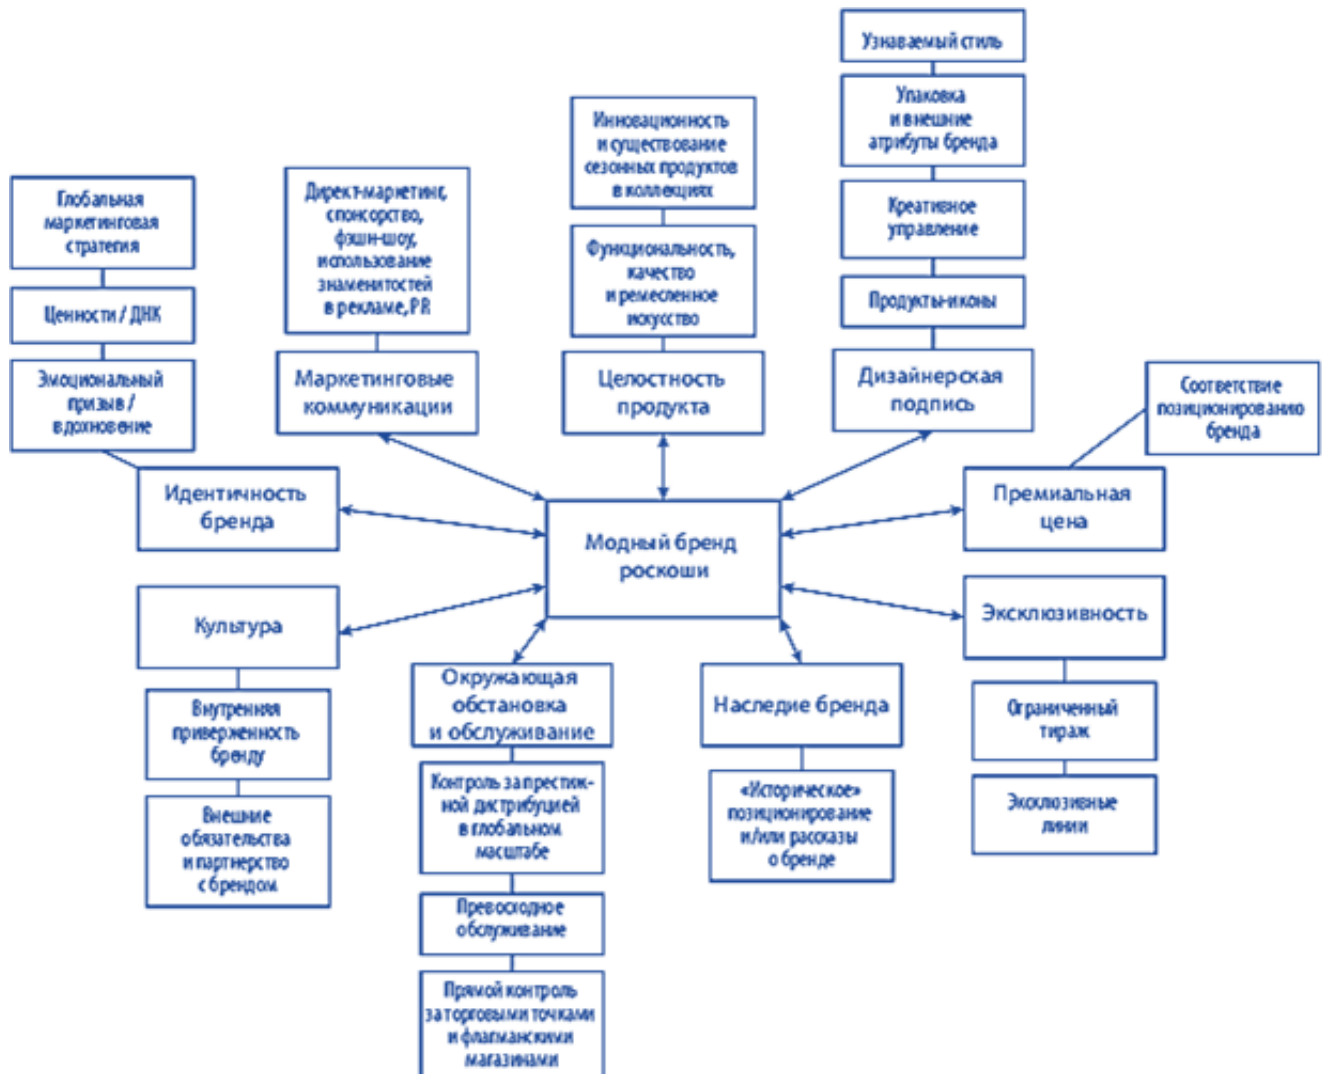 Узнаваемый стиль
Упаковка
и внешние
атрибуты бренда
Креативное
управление
Продукты-иконы
Дизайнерская
подпись
Инновационность
и существование
сезонных продуктов
в коллекциях
Функциональность,
качество
и ремесленное
искусство
Целостность
продукта
Директ-маркетинг,
спонсорство,
фэшн-шоу,
использование
знаменитостей
в рекламе, PR
Маркетинговые
коммуникации
Глобальная
маркетинговая
стратегия
Ценности / ДНК
Эмоциональный
призыв /
вдохновение
Идентичность
бренда
Соответствие
позиционированию
бренда
Премиальная
цена
Модный бренд
роскоши
Культура
Внутренняя
приверженность
бренду
Внешние
обязательства
и партнерство
с брендом
Окружающая
обстановка
и обслуживание
Контроль за престиж-
ной дистрибуцией
в глобальном
масштабе
Превосходное
обслуживание
Прямой контроль
за торговыми точками
и флагманскими
магазинами
Наследие бренда
«Историческое»
позиционирование
и/или рассказы
о бренде
Эксклюзивность
Ограниченный
тираж
Эксклюзивные
линии